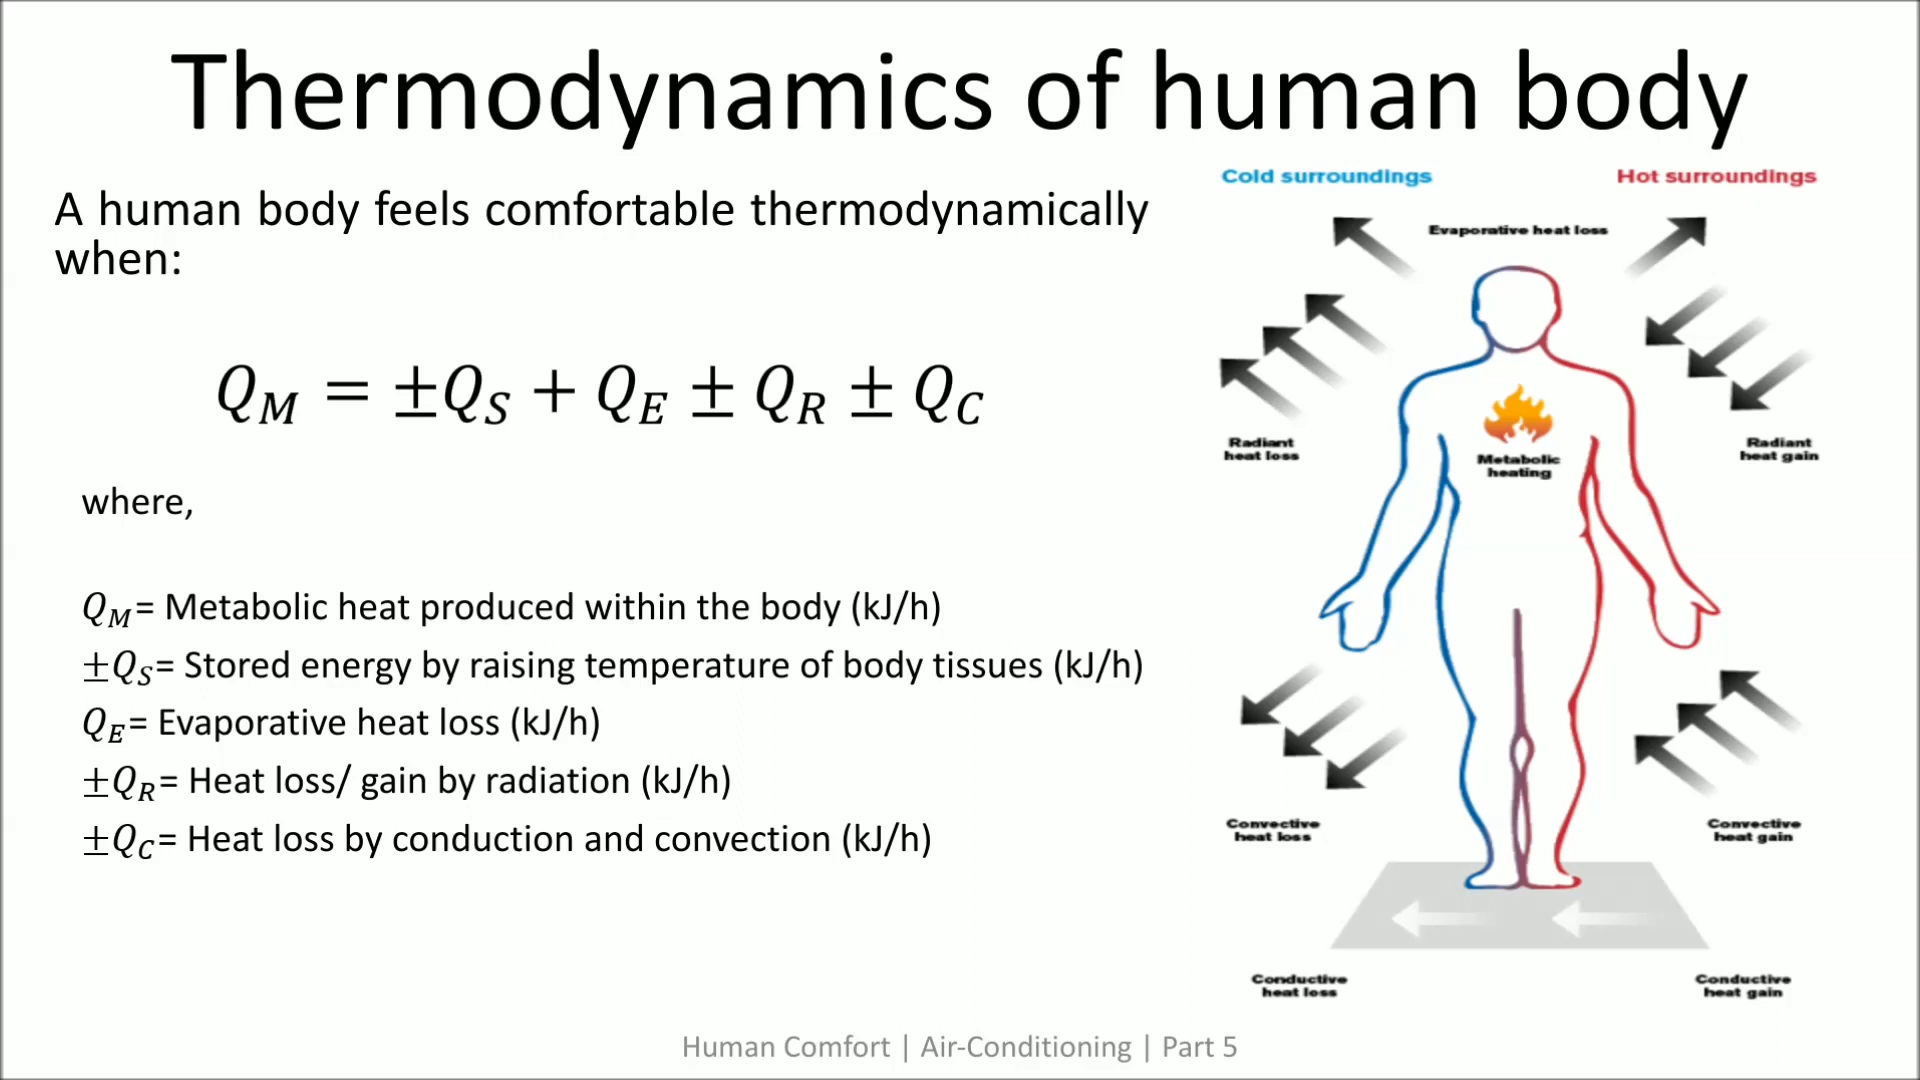 Thermodynamics of human body
A human body feels comfortable thermodynamically
when:
Q_M = ±Q_S + Q_E ± Q_R ± Q_C
where,
Q_M= Metabolic heat produced within the body (kJ/h)
±Q_S= Stored energy by raising temperature of body tissues (kJ/h)
Q_E= Evaporative heat loss (kJ/h)
±Q_R= Heat loss/ gain by radiation (kJ/h)
±Q_C= Heat loss by conduction and convection (kJ/h)
Cold surroundings
Hot surroundings
Evaporative heat loss
Radiant
heat loss
Metabolic
heating
Radiant
heat gain
Convective
heat loss
Convective
heat gain
Conductive
heat loss
Conductive
heat gain
Human Comfort | Air-Conditioning | Part 5